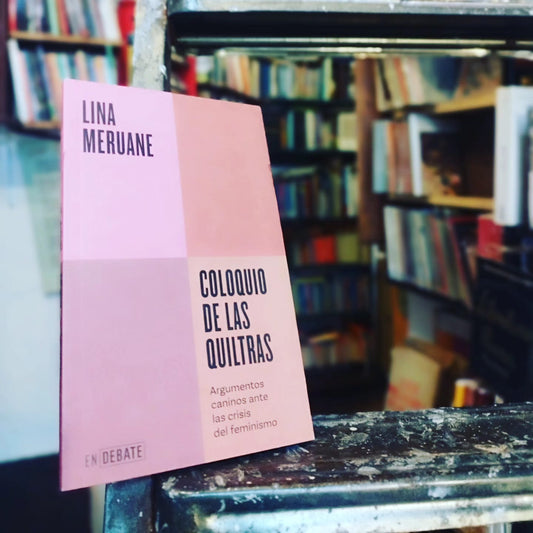 LINA
MERUANE
COLOQUIO
DE LAS
QUILTRAS
Argumentos
caninos ante
las crisis
del feminismo
EN DEBATE